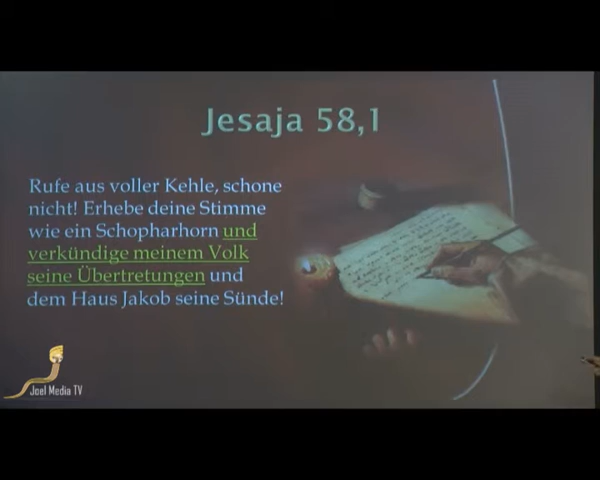 Jesaja 58,1
Rufe aus voller Kehle, schone
nicht! Erhebe deine Stimme
wie ein Schopharhorn und
verkündige meinem Volk
seine Übertretungen und
dem Haus Jakob seine Sünde!
Joel Media TV